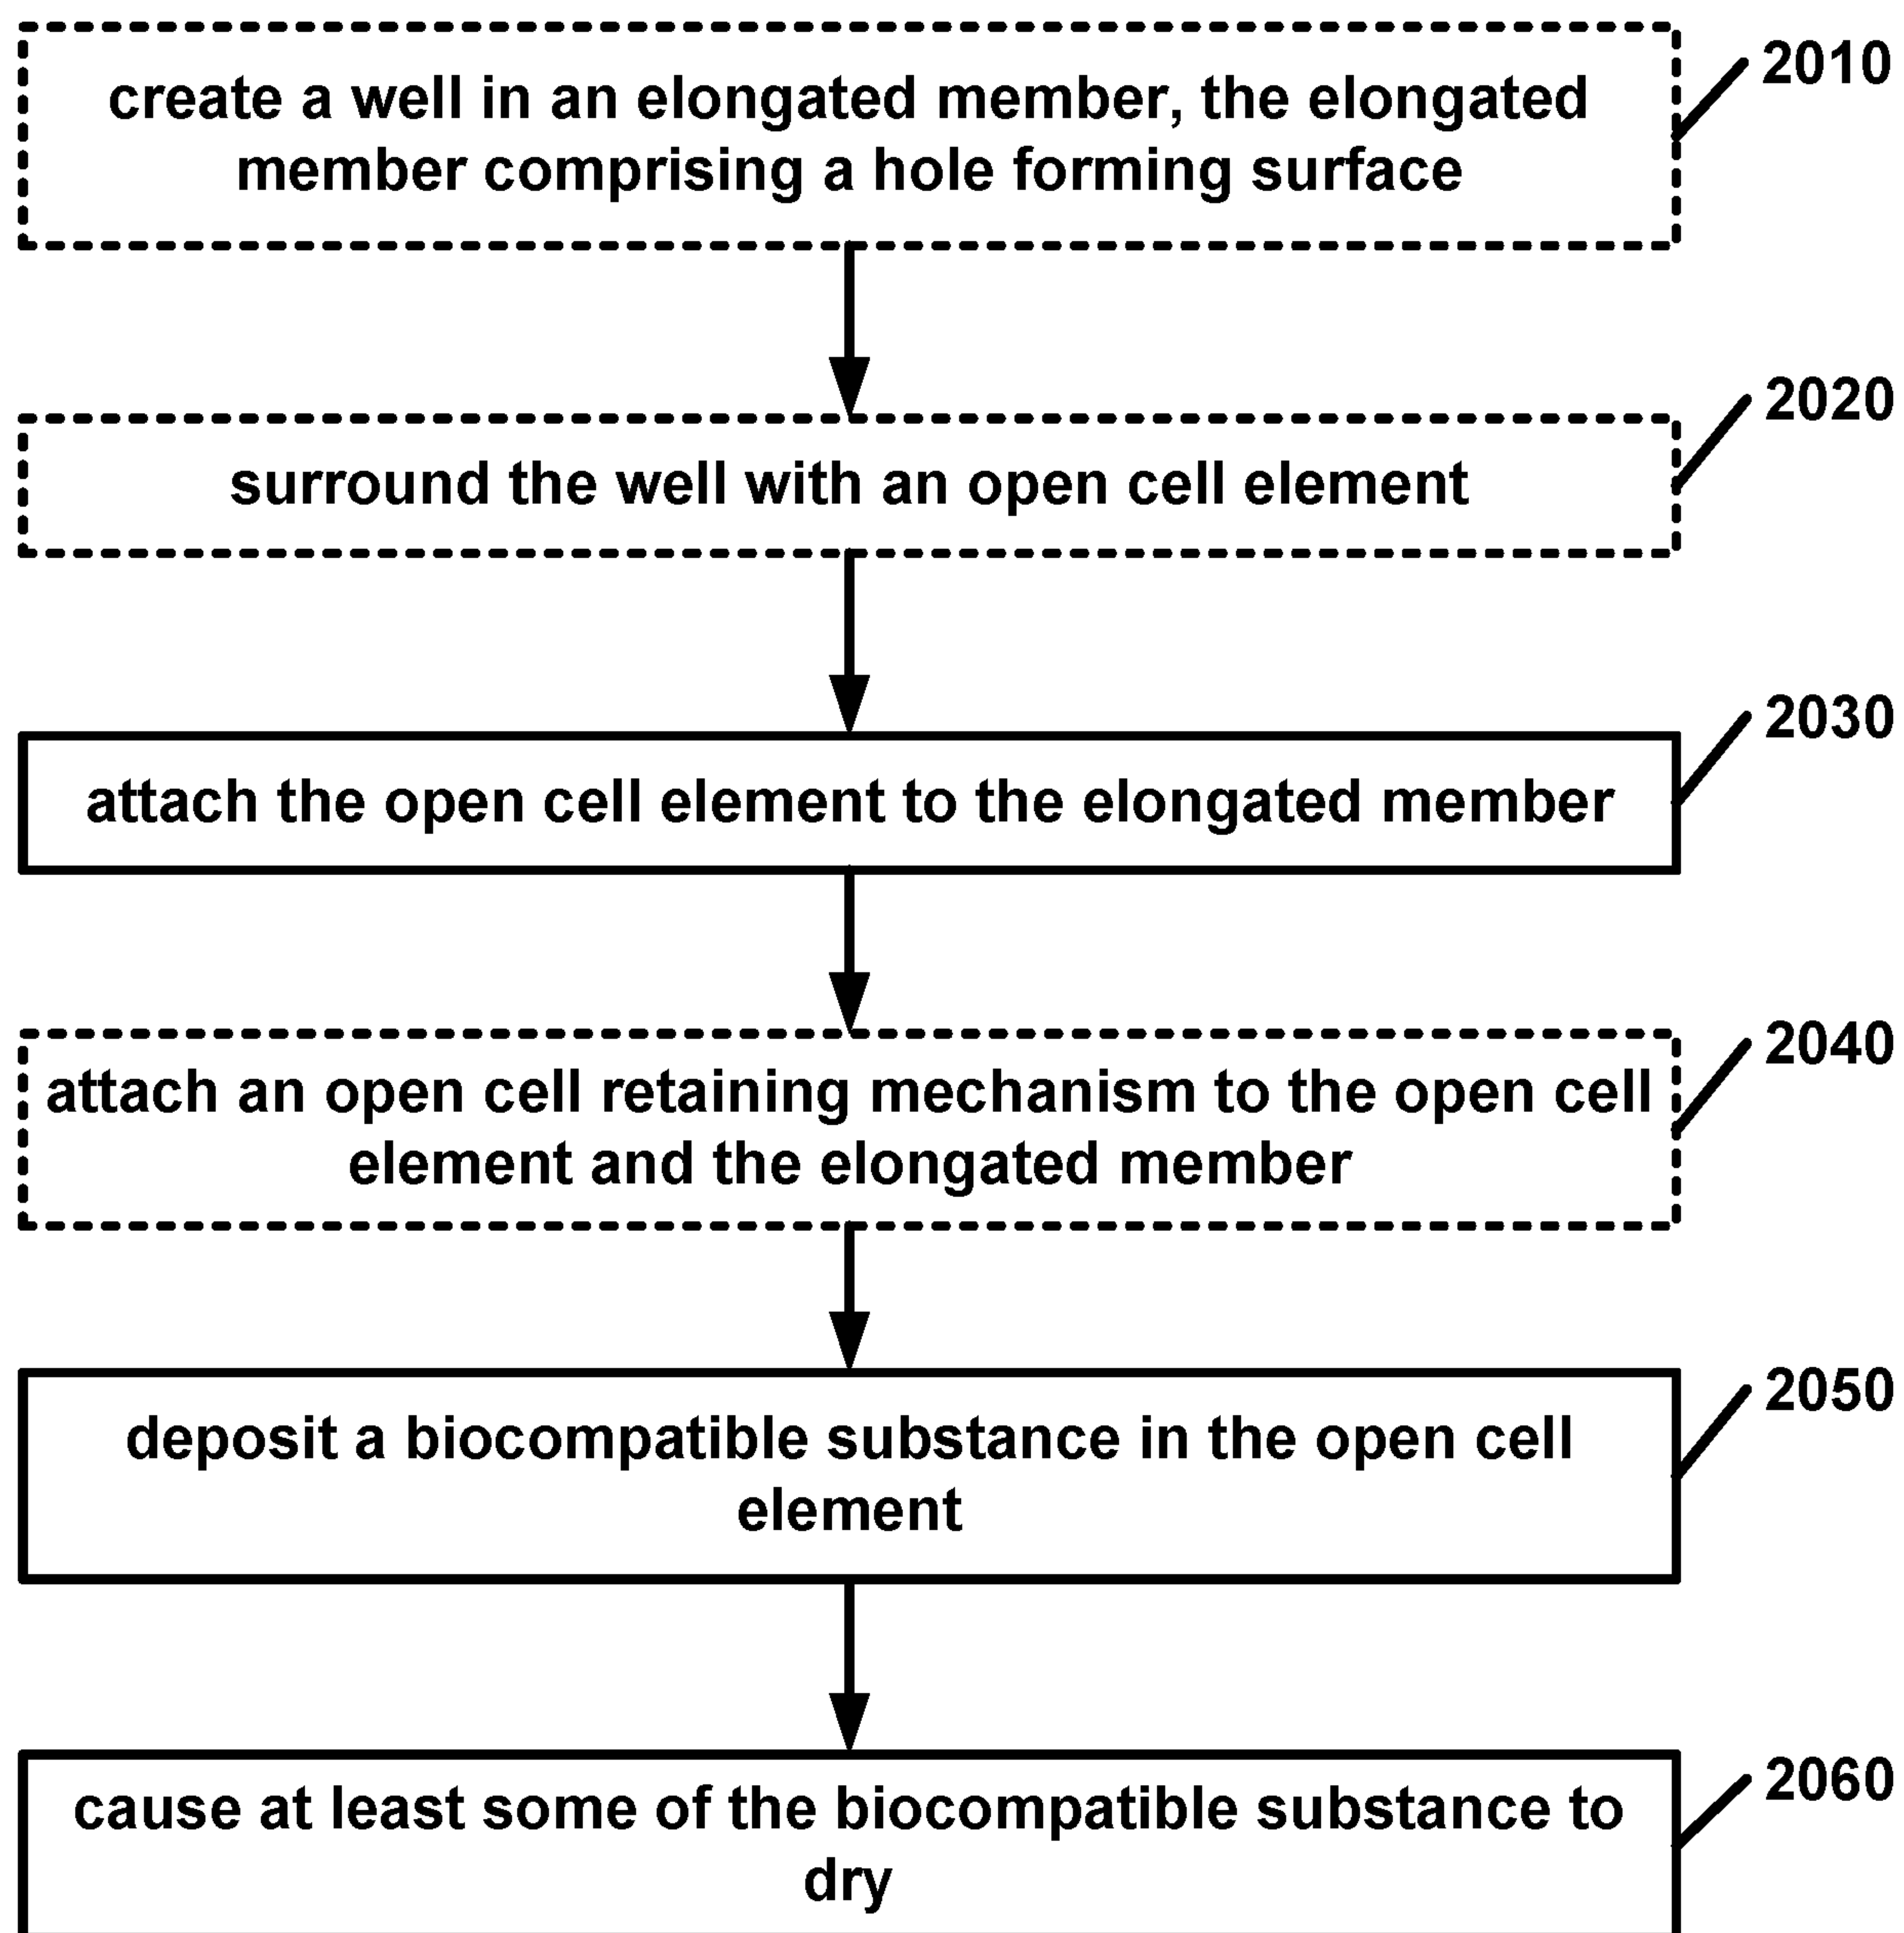 create a well in an elongated member, the elongated
member comprising a hole forming surface
2010
surround the well with an open cell element
2020
attach the open cell element to the elongated member
2030
attach an open cell retaining mechanism to the open cell
element and the elongated member
2040
deposit a biocompatible substance in the open cell
element
2050
cause at least some of the biocompatible substance to
dry
2060